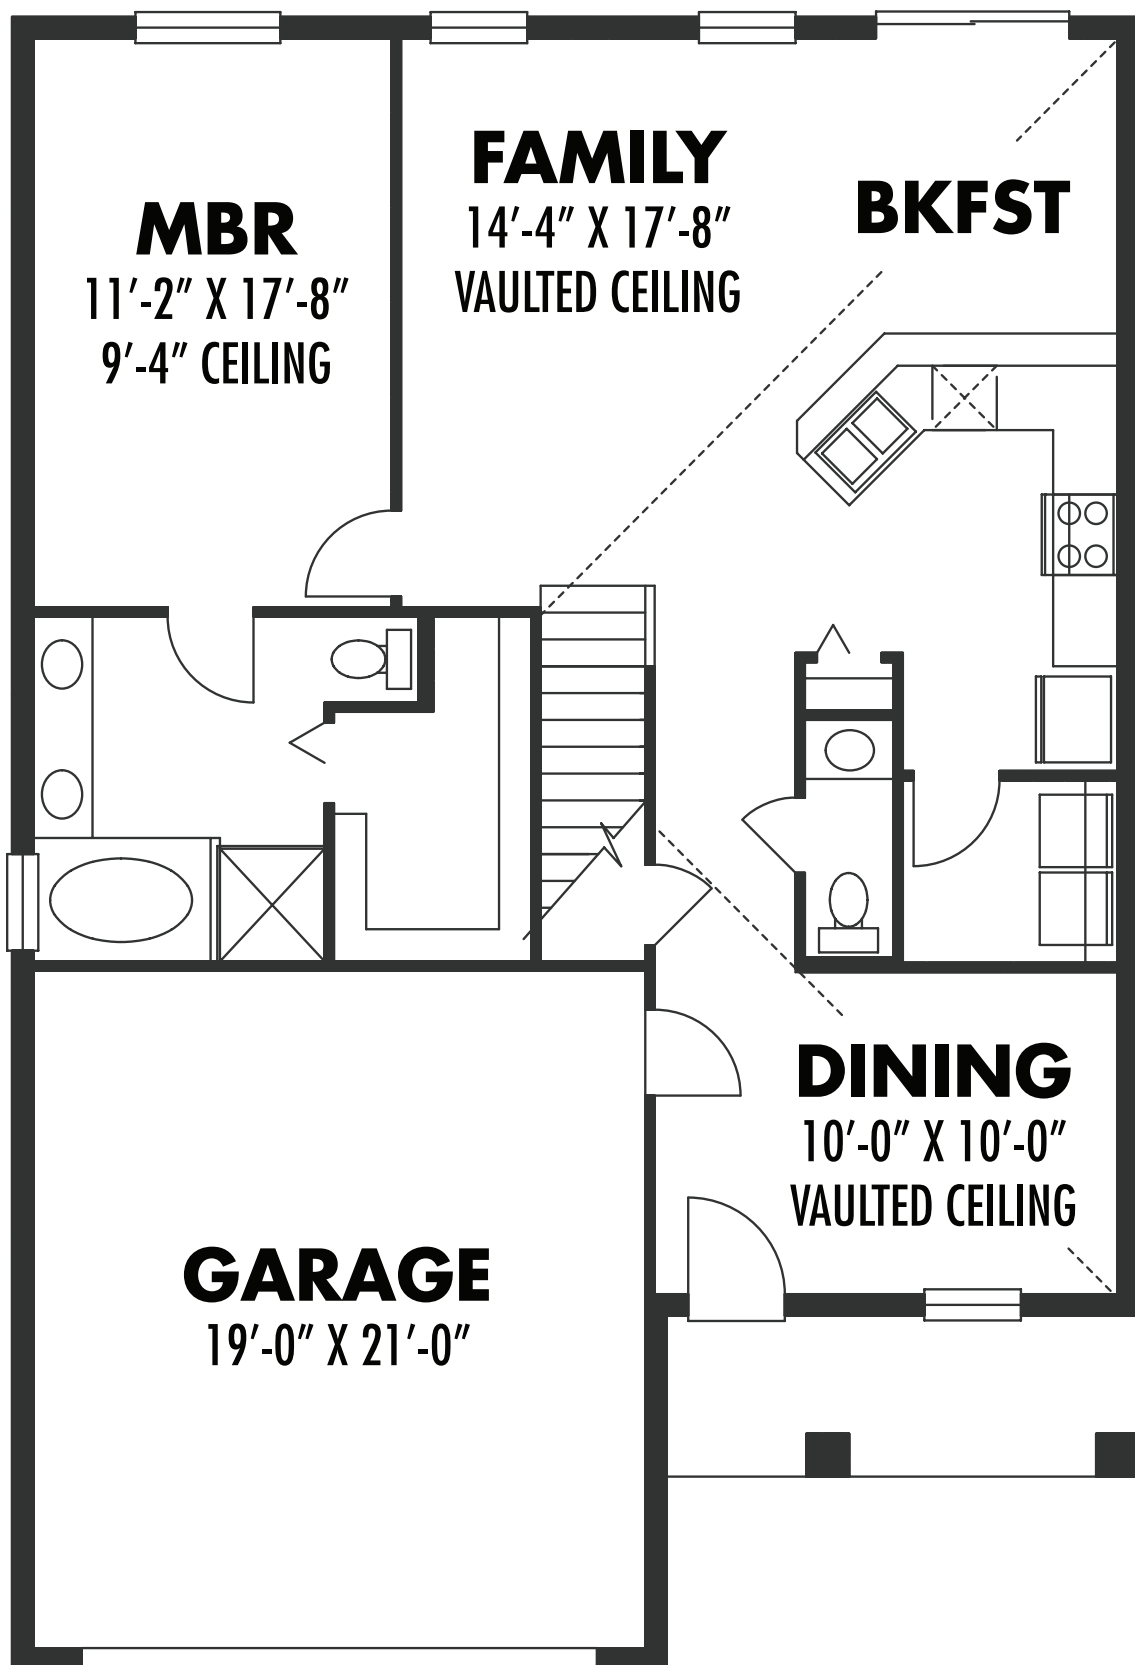 FAMILY
14'-4" X 17'-8"
VAULTED CEILING
BKFST
MBR
11'-2" X 17'-8"
9'-4" CEILING
DINING
10'-0" X 10'-0"
VAULTED CEILING
GARAGE
19'-0" X 21'-0"